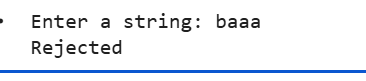 • Enter a string: baaa
Rejected